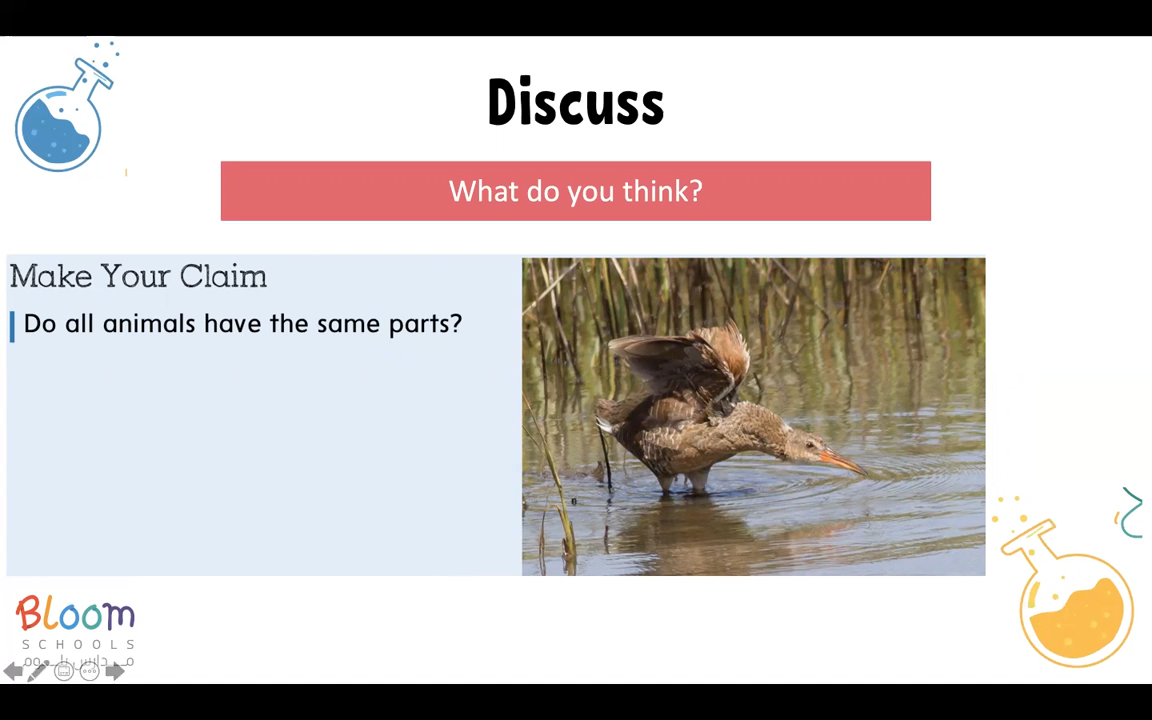 Discuss
What do you think?
Make Your Claim
Do all animals have the same parts?
Bloom
SCHOOLS